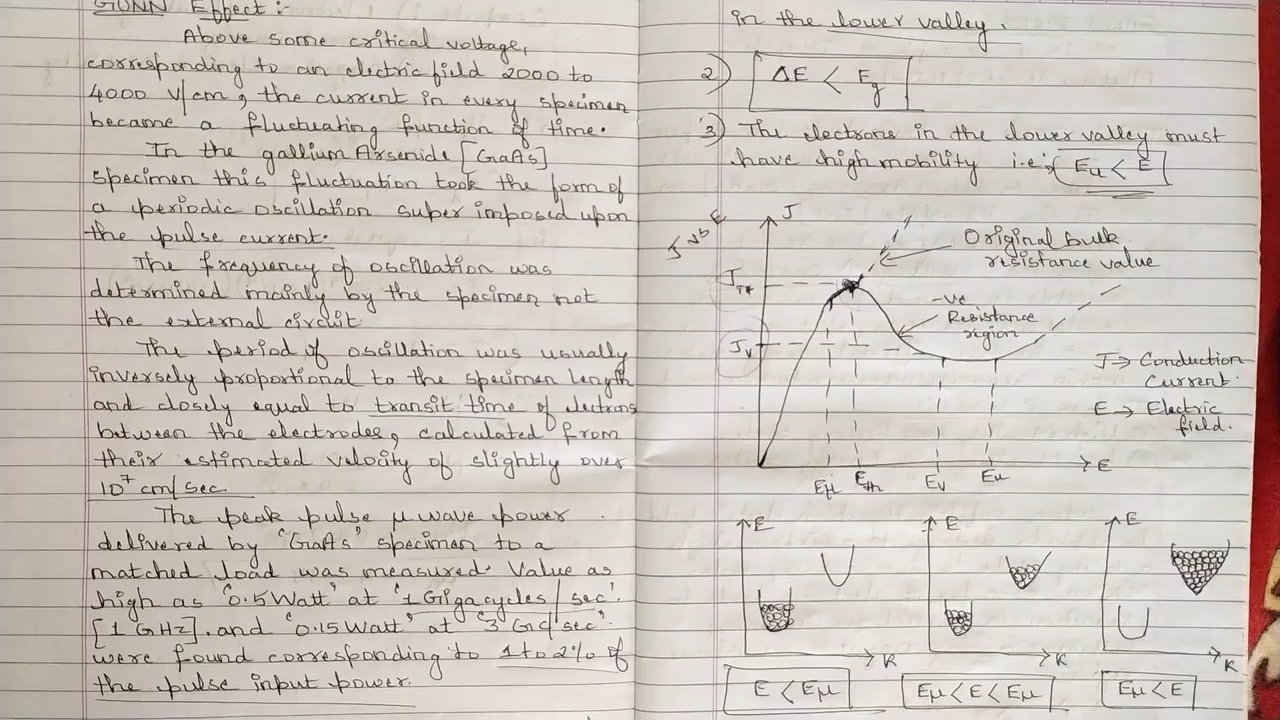 GUNN Effect :-
Above some critical voltage,
corresponding to an electric field 2000 to
4000 V/cm, the current in every specimen
became a fluctuating function of time.
In the gallium Arsenide [GaAs]
specimen this fluctuation took the form of
a periodic oscillation super imposed upon
the pulse current.
The frequency of oscillation was
determined mainly by the specimen not
the external circuit.
The period of oscillation was usually
inversely proportional to the specimen length
and closely equal to transit time of electrons
between the electrodes, calculated from
their estimated velocity of slightly over
10⁷ cm/sec
The peak pulse μ wave power
delivered by "GaAs" specimen to a
matched load was measured. Value as
high as '0.5 Watt' at '1 Gigacycles/sec'.
[1 GHz]. and '0.15 Watt' at '3 Gc/sec'.
were found corresponding to 1 to 2% of
the pulse input power.
in the lower valley.
2) ΔE < Eg
3) The electrons in the lower valley must
have high mobility i.e; Eu < E
J vs E
J
Original bulk
resistance value
-ve
Resistance
region
Jv
J → Conduction
Current.
E → Electric
field.
Eth Ev Eu
E
E E E
K K K
E < Eμ
Eμ < E < Eμ
Eμ < E